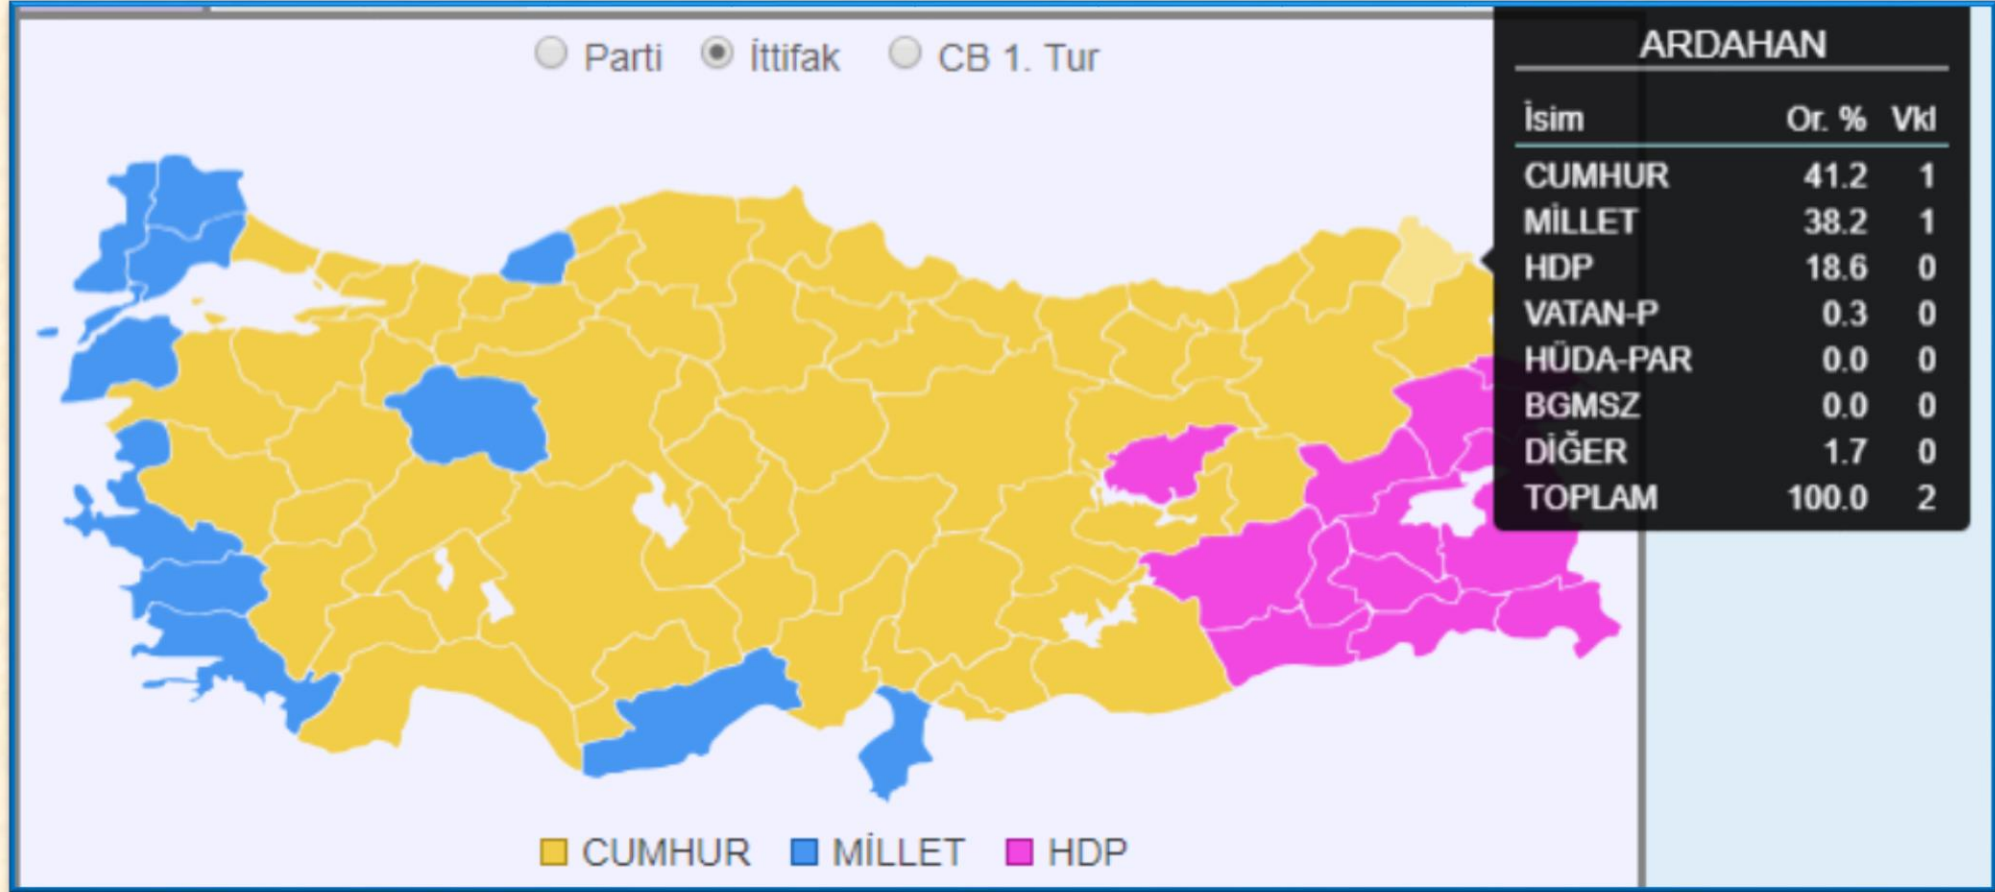 Parti İttifak CB 1. Tur
ARDAHAN
İsim Or. % Vkl
CUMHUR 41.2 1
MİLLET 38.2 1
HDP 18.6 0
VATAN-P 0.3 0
HÜDA-PAR 0.0 0
BGMSZ 0.0 0
DİĞER 1.7 0
TOPLAM 100.0 2
CUMHUR MİLLET HDP